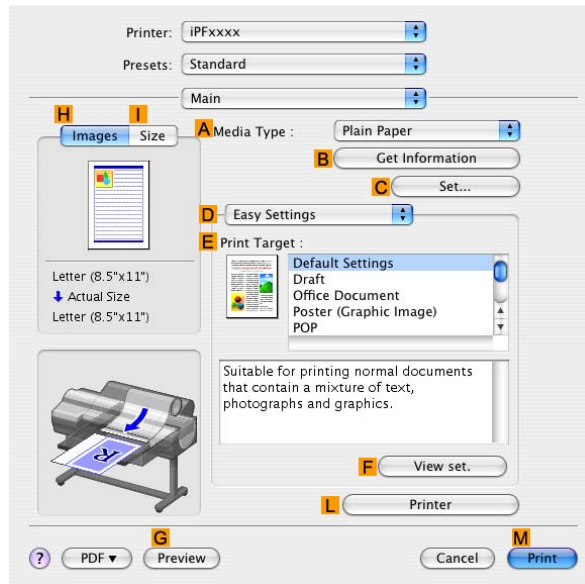 Printer: iPFxxxx
Presets: Standard
Main
H I
Images Size
A Media Type : Plain Paper
B Get Information
C Set...
D Easy Settings
E Print Target :
Default Settings
Draft
Office Document
Poster (Graphic Image)
POP
Letter (8.5"x11")
Actual Size
Letter (8.5"x11")
Suitable for printing normal documents
that contain a mixture of text,
photographs and graphics.
F View set.
L Printer
G M
? PDF▼ Preview Cancel Print
R